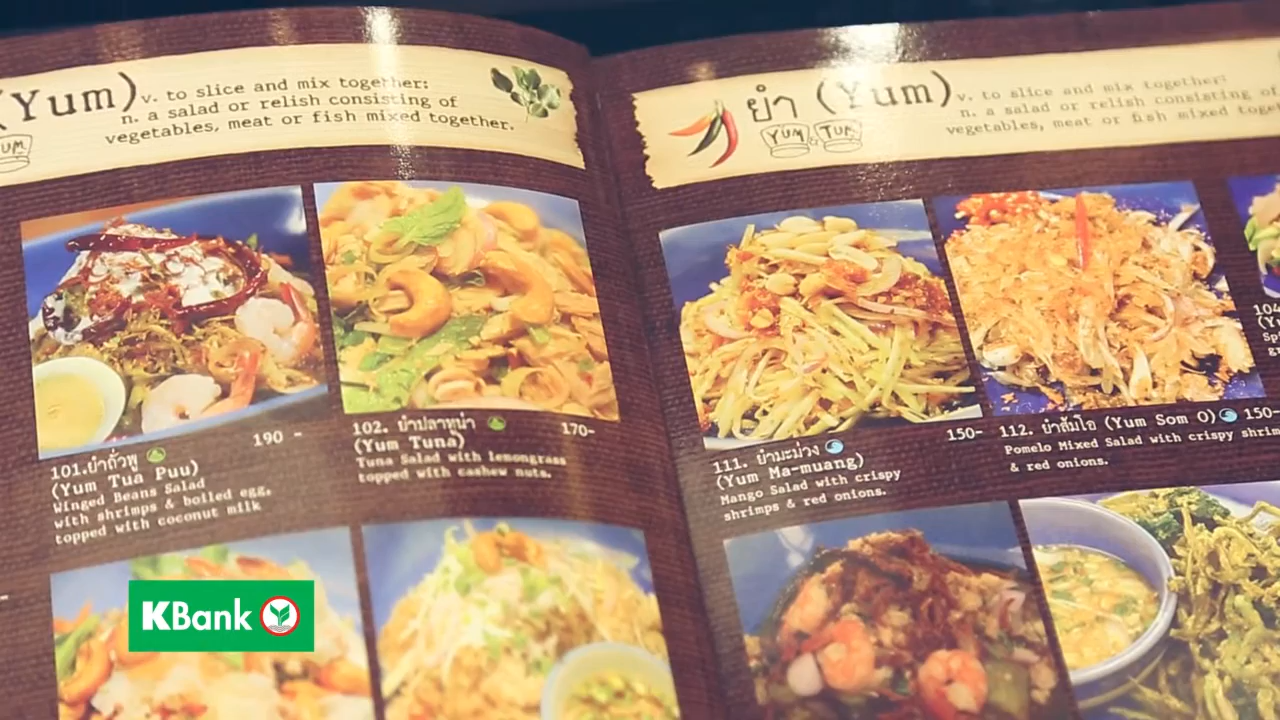 (Yum) v. to slice and mix together:
n. a salad or relish consisting of
vegetables, meat or fish mixed together.
YUM
101.ยำถั่วพู
190 -
(Yum Tua Puu)
Winged Beans Salad
with shrimps & boiled egg,
topped with coconut milk
102. ยำปลาทูน่า
170-
(Yum Tuna)
Tuna Salad with lemongrass
topped with cashew nuts.
ยำ (Yum) v. to slice and mix together:
n. a salad or relish consisting of
vegetables, meat or fish mixed toge
YUM & TUM
111. ยำมะม่วง
150-
(Yum Ma-muang)
Mango Salad with crispy
shrimps & red onions.
112. ยำส้มโอ (Yum Som O) 150-
Pomelo Mixed Salad with crispy shrim
& red onions.
104
(Y
Sp
g
KBank